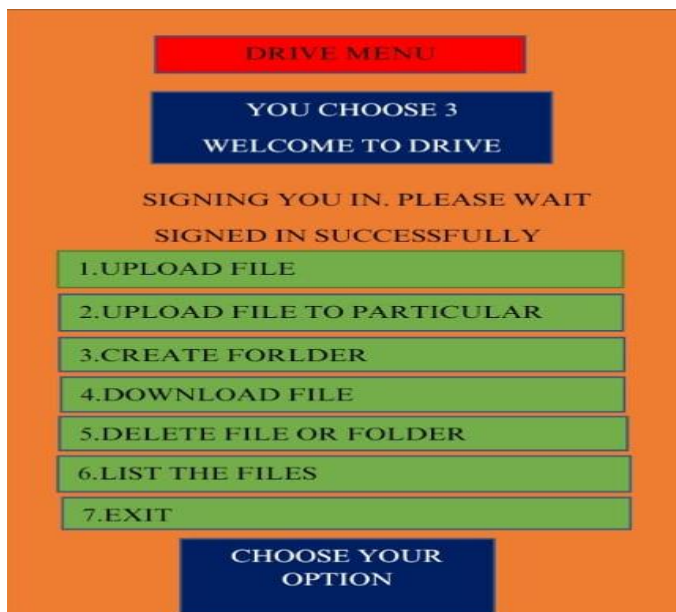 DRIVE MENU
YOU CHOOSE 3
WELCOME TO DRIVE
SIGNING YOU IN. PLEASE WAIT
SIGNED IN SUCCESSFULLY
1.UPLOAD FILE
2.UPLOAD FILE TO PARTICULAR
3.CREATE FORLDER
4.DOWNLOAD FILE
5.DELETE FILE OR FOLDER
6.LIST THE FILES
7.EXIT
CHOOSE YOUR
OPTION